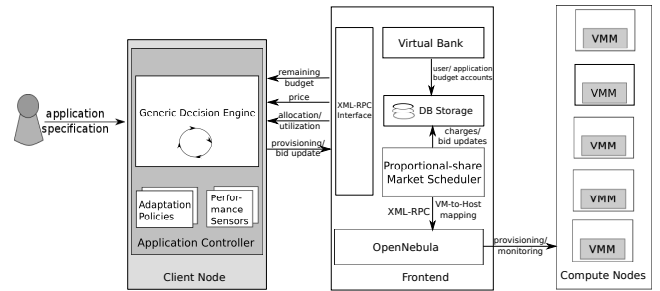 application
specification
Generic Decision Engine
Adaptation
Policies
Perfor-
mance
Sensors
Application Controller
Client Node
remaining
budget
price
allocation/
utilization
provisioning/
bid update
XML-RPC
Interface
Virtual Bank
user/ application
budget accounts
DB Storage
charges/
bid updates
Proportional-share
Market Scheduler
XML-RPC
VM-to-Host
mapping
OpenNebula
Frontend
provisioning/
monitoring
VMM
VMM
VMM
VMM
VMM
Compute Nodes